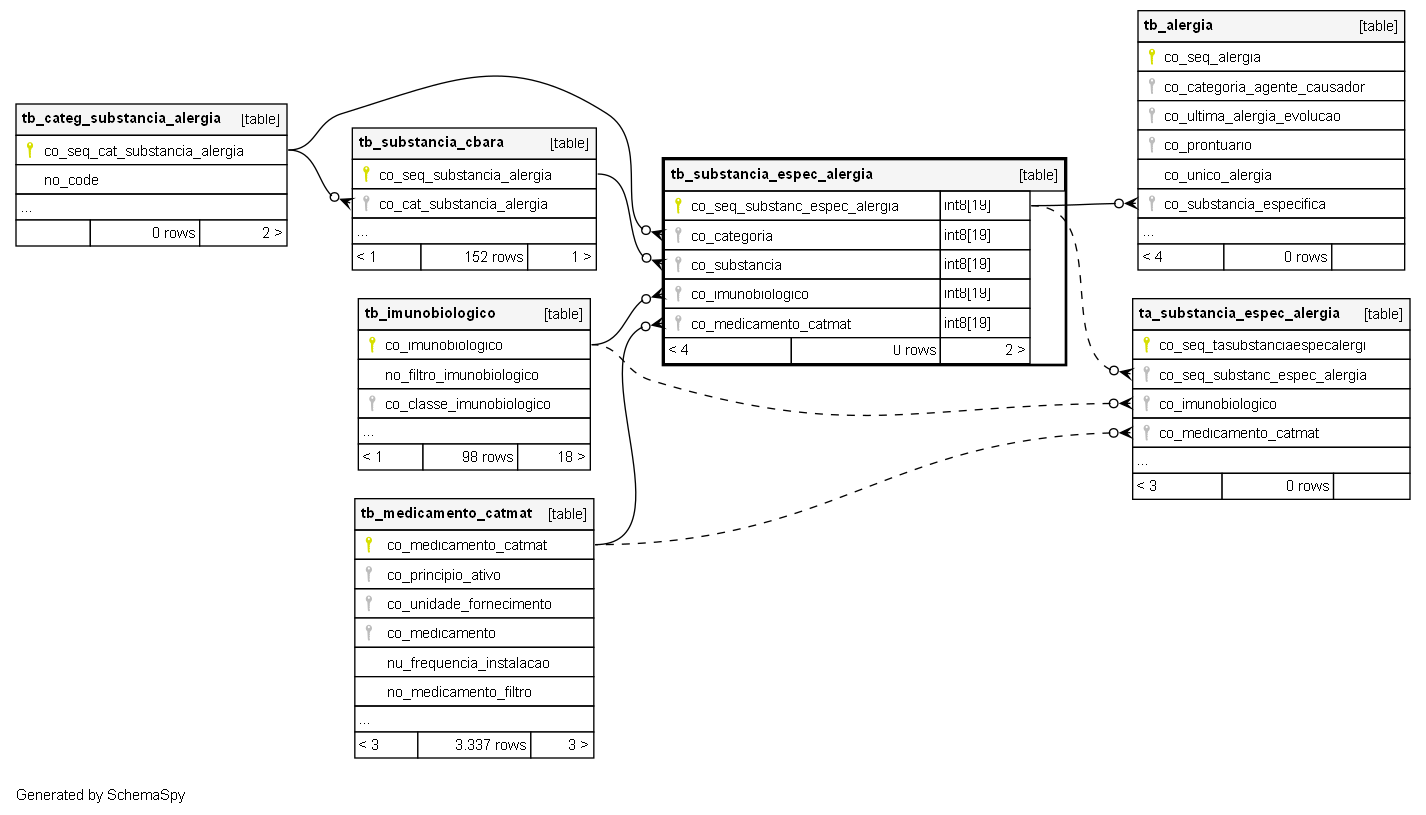 tb_categ_substancia_alergia [table]
co_seq_cat_substancia_alergia
no_code
...
0 rows 2 >
tb_substancia_cbara [table]
co_seq_substancia_alergia
co_cat_substancia_alergia
...
< 1 152 rows 1 >
tb_imunobiologico [table]
co_imunobiologico
no_filtro_imunobiologico
co_classe_imunobiologico
...
< 1 98 rows 18 >
tb_medicamento_catmat [table]
co_medicamento_catmat
co_principio_ativo
co_unidade_fornecimento
co_medicamento
nu_frequencia_instalacao
no_medicamento_filtro
...
< 3 3.337 rows 3 >
tb_substancia_espec_alergia [table]
co_seq_substanc_espec_alergia int8[19]
co_categoria int8[19]
co_substancia int8[19]
co_imunobiologico int8[19]
co_medicamento_catmat int8[19]
< 4 0 rows 2 >
tb_alergia [table]
co_seq_alergia
co_categoria_agente_causador
co_ultima_alergia_evolucao
co_prontuario
co_unico_alergia
co_substancia_especifica
...
< 4 0 rows
ta_substancia_espec_alergia [table]
co_seq_tasubstanciaespecalergi
co_seq_substanc_espec_alergia
co_imunobiologico
co_medicamento_catmat
...
< 3 0 rows
Generated by SchemaSpy